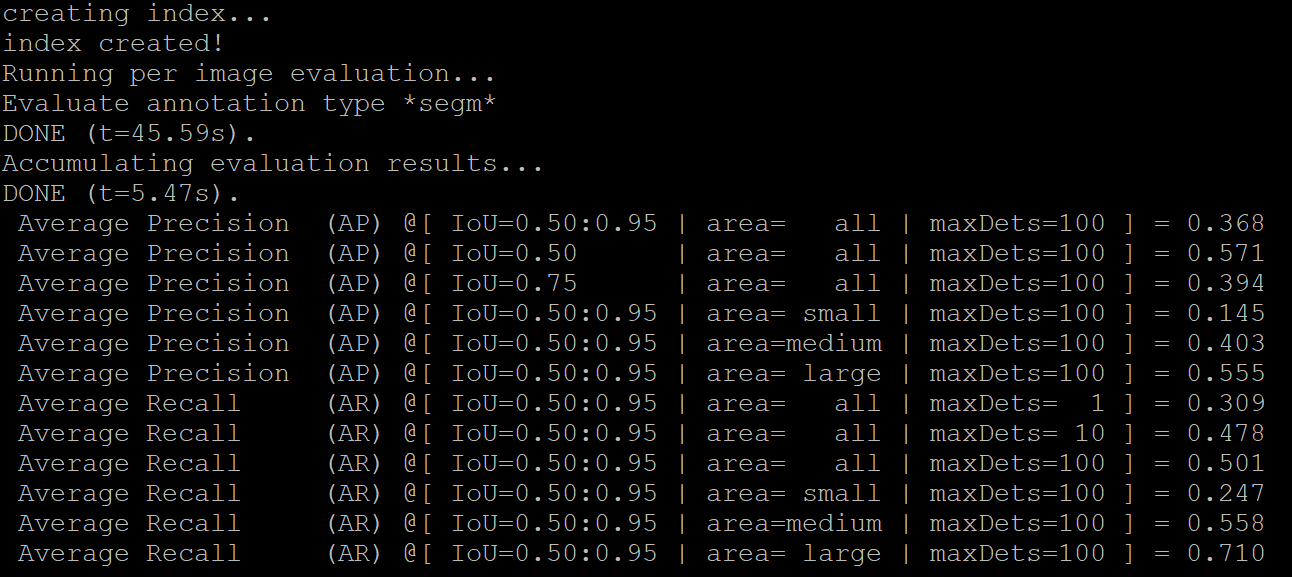 creating index...
index created!
Running per image evaluation...
Evaluate annotation type *segm*
DONE (t=45.59s).
Accumulating evaluation results...
DONE (t=5.47s).
 Average Precision  (AP) @[ IoU=0.50:0.95 | area=   all | maxDets=100 ] = 0.368
 Average Precision  (AP) @[ IoU=0.50      | area=   all | maxDets=100 ] = 0.571
 Average Precision  (AP) @[ IoU=0.75      | area=   all | maxDets=100 ] = 0.394
 Average Precision  (AP) @[ IoU=0.50:0.95 | area= small | maxDets=100 ] = 0.145
 Average Precision  (AP) @[ IoU=0.50:0.95 | area=medium | maxDets=100 ] = 0.403
 Average Precision  (AP) @[ IoU=0.50:0.95 | area= large | maxDets=100 ] = 0.555
 Average Recall     (AR) @[ IoU=0.50:0.95 | area=   all | maxDets=  1 ] = 0.309
 Average Recall     (AR) @[ IoU=0.50:0.95 | area=   all | maxDets= 10 ] = 0.478
 Average Recall     (AR) @[ IoU=0.50:0.95 | area=   all | maxDets=100 ] = 0.501
 Average Recall     (AR) @[ IoU=0.50:0.95 | area= small | maxDets=100 ] = 0.247
 Average Recall     (AR) @[ IoU=0.50:0.95 | area=medium | maxDets=100 ] = 0.558
 Average Recall     (AR) @[ IoU=0.50:0.95 | area= large | maxDets=100 ] = 0.710